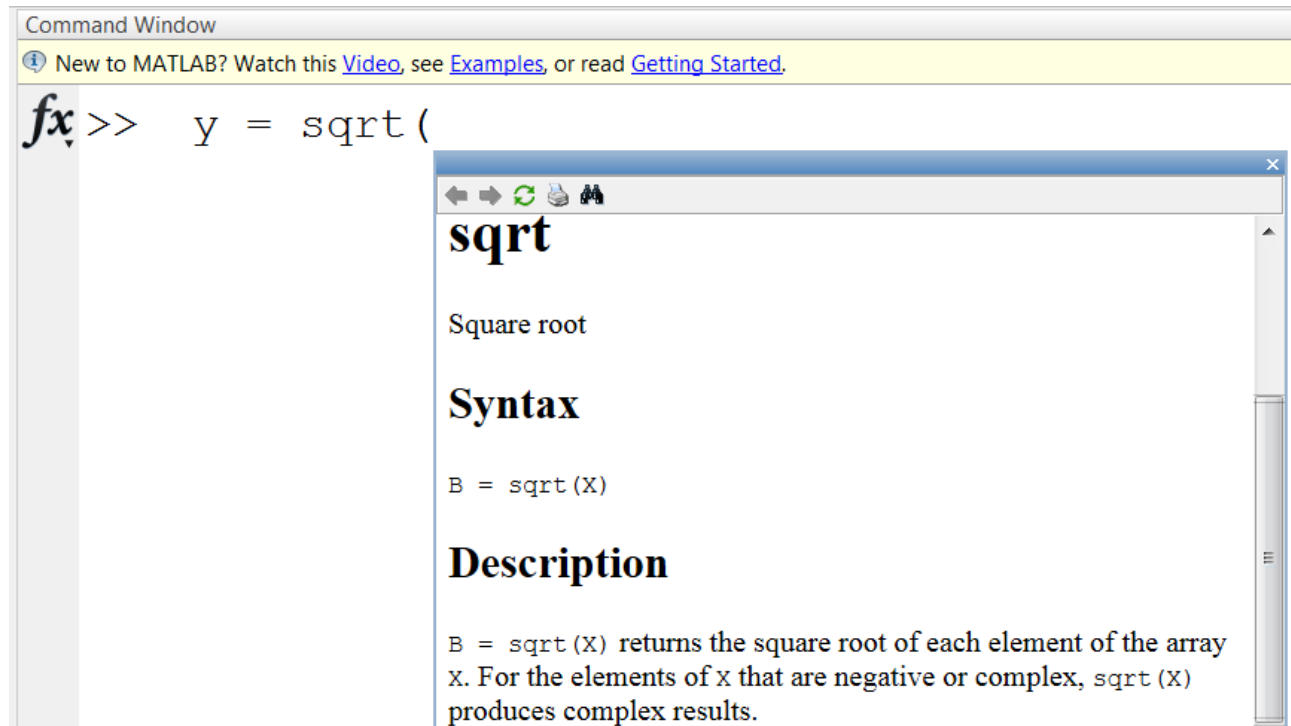 Command Window
New to MATLAB? Watch this Video, see Examples, or read Getting Started.
fx >> y = sqrt(
sqrt
Square root
Syntax
B = sqrt(X)
Description
B = sqrt(X) returns the square root of each element of the array
X. For the elements of X that are negative or complex, sqrt(X)
produces complex results.